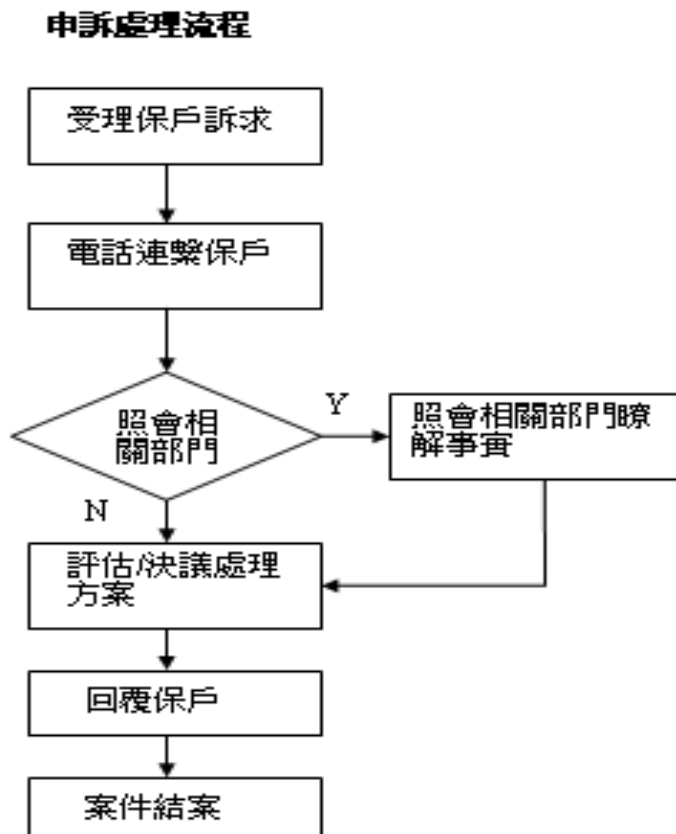 申訴處理流程
受理保戶訴求
電話連繫保戶
照會相
關部門
Y
照會相關部門瞭
解事實
N
評估/決議處理
方案
回覆保戶
案件結案